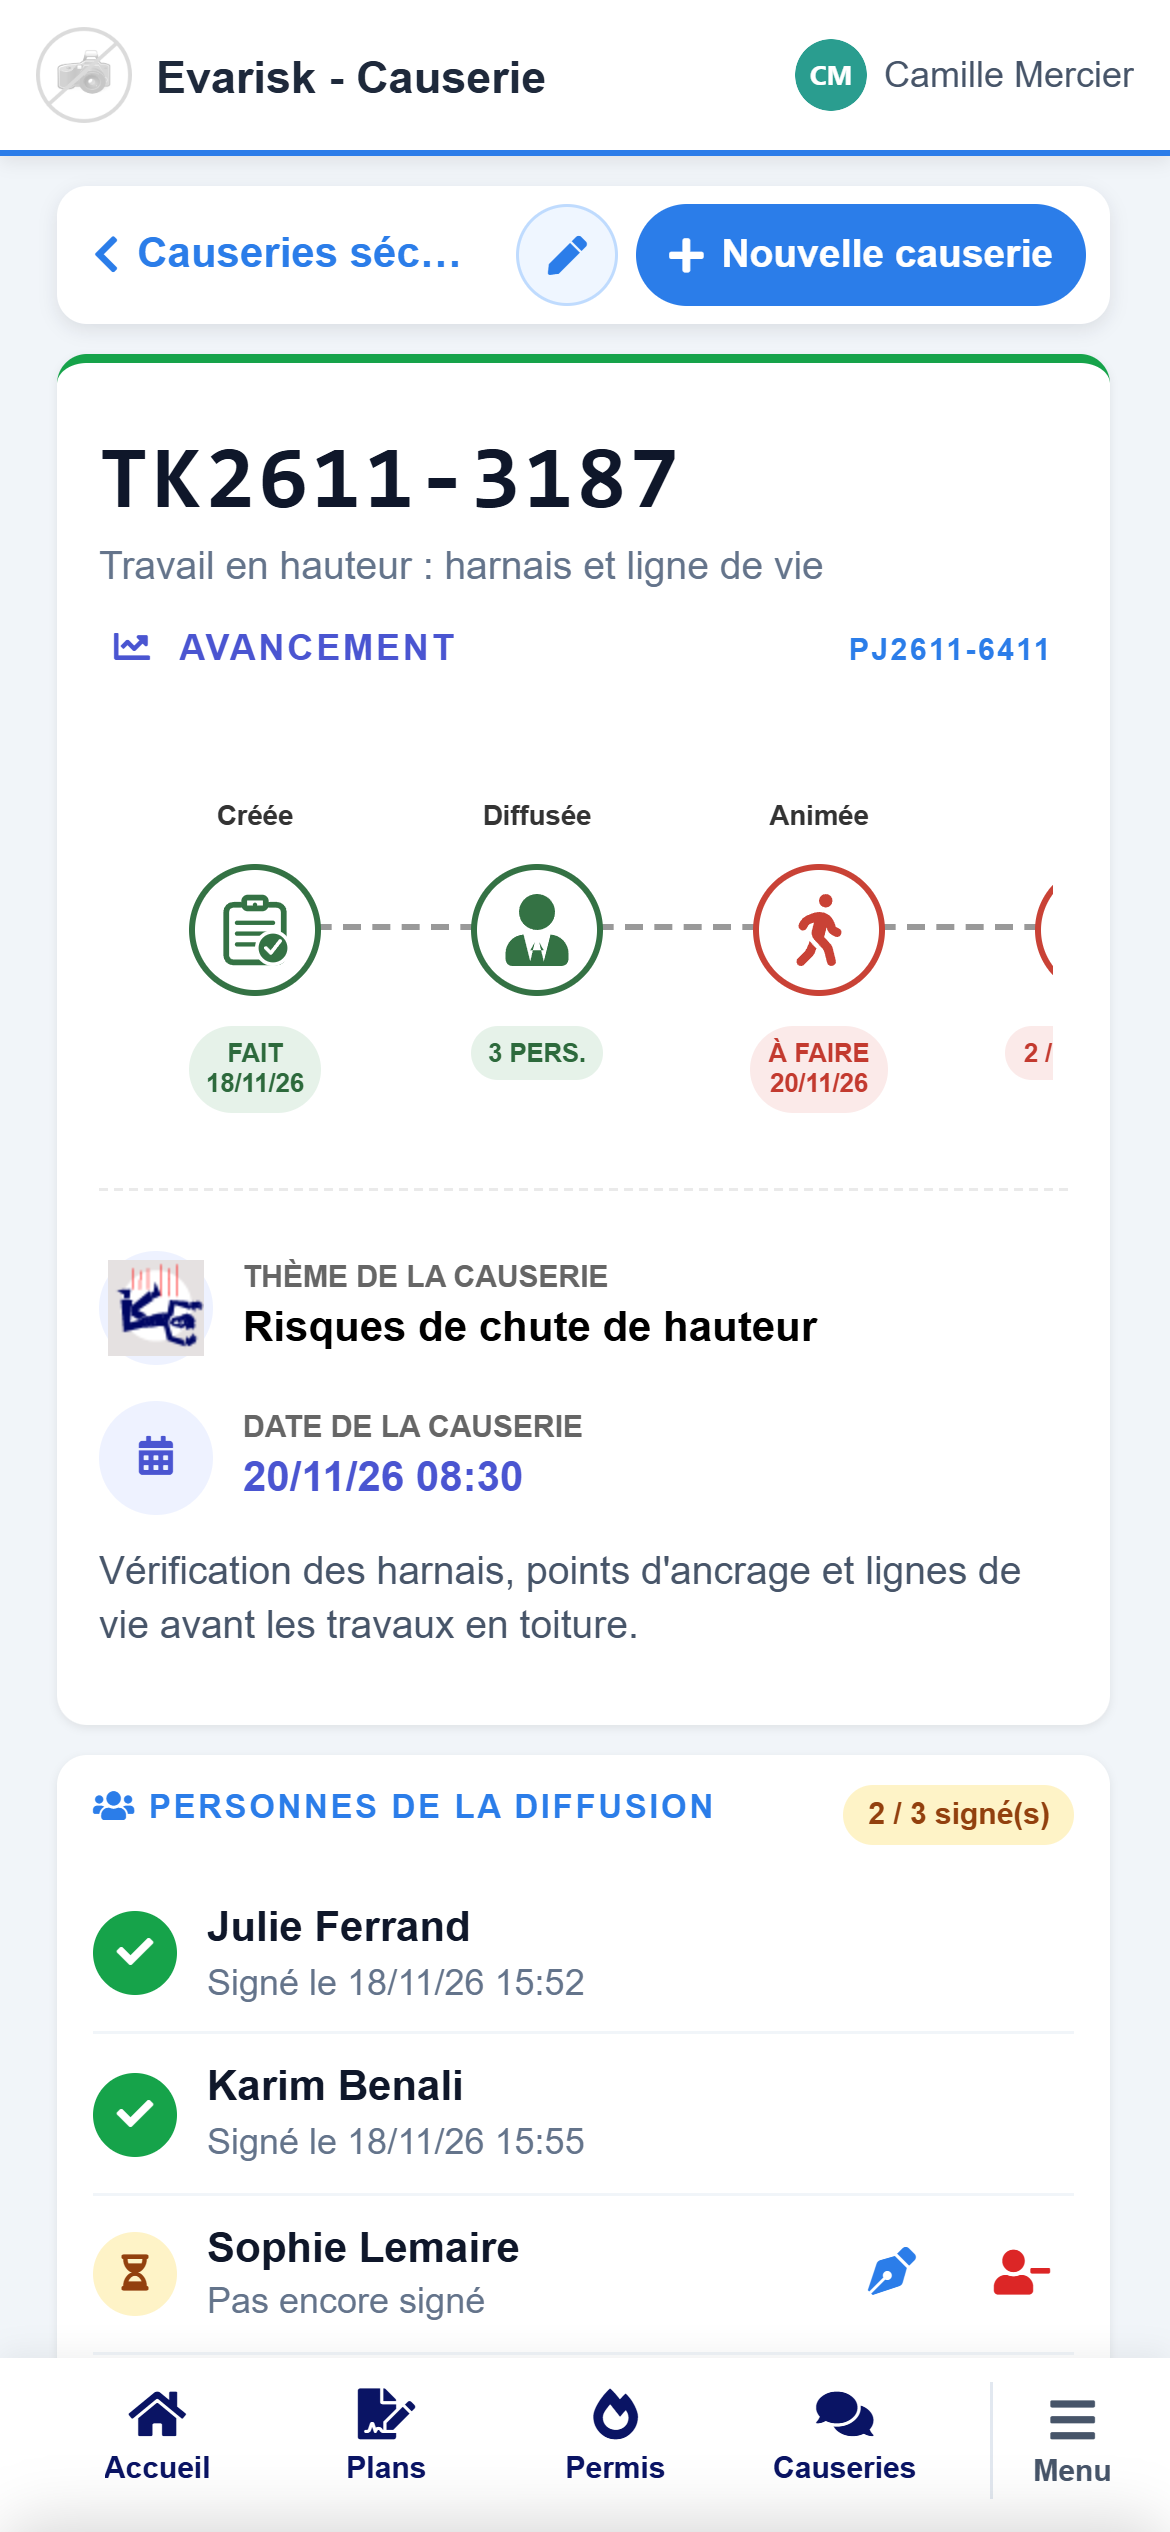 Evarisk - Causerie
CM
Camille Mercier
Causeries séc...
Nouvelle causerie
TK2611-3187
Travail en hauteur : harnais et ligne de vie
AVANCEMENT
PJ2611-6411
Créée
Diffusée
Animée
FAIT
18/11/26
3 PERS.
À FAIRE
20/11/26
2 /
THÈME DE LA CAUSERIE
Risques de chute de hauteur
DATE DE LA CAUSERIE
20/11/26 08:30
Vérification des harnais, points d'ancrage et lignes de
vie avant les travaux en toiture.
PERSONNES DE LA DIFFUSION
2 / 3 signé(s)
Julie Ferrand
Signé le 18/11/26 15:52
Karim Benali
Signé le 18/11/26 15:55
Sophie Lemaire
Pas encore signé
Accueil
Plans
Permis
Causeries
Menu